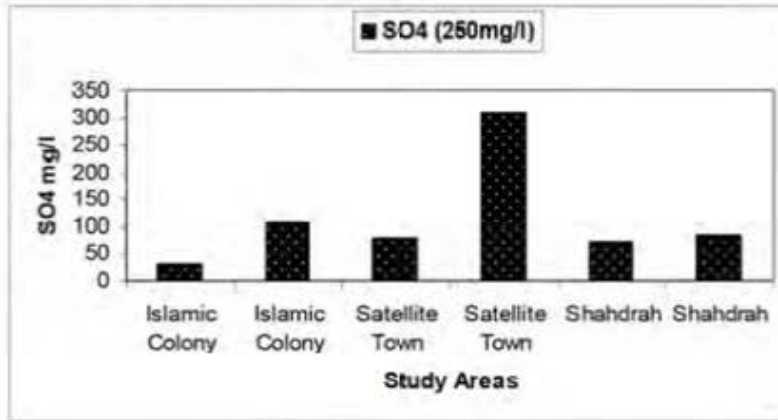 SO4 (250mg/l)
350
300
250
200
150
100
50
0
SO4 mg/l
Islamic Colony
Islamic Colony
Satellite Town
Satellite Town
Shahdrah
Shahdrah
Study Areas